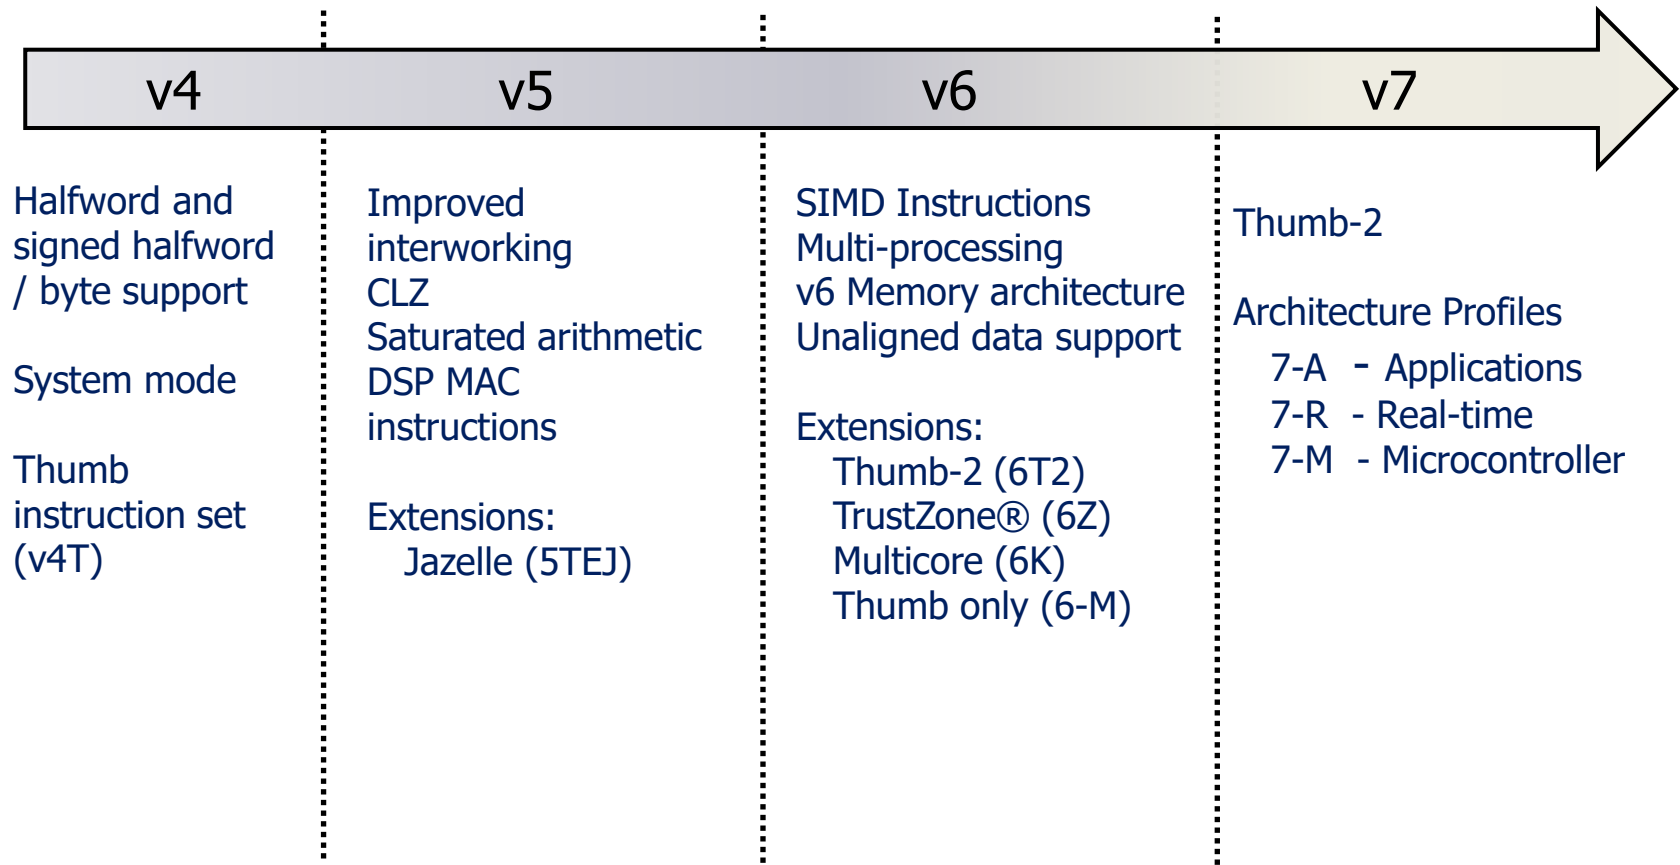 v4
v5
v6
v7
Halfword and
signed halfword
/ byte support
System mode
Thumb
instruction set
(v4T)
Improved
interworking
CLZ
Saturated arithmetic
DSP MAC
instructions
Extensions:
Jazelle (5TEJ)
SIMD Instructions
Multi-processing
v6 Memory architecture
Unaligned data support
Extensions:
Thumb-2 (6T2)
TrustZone® (6Z)
Multicore (6K)
Thumb only (6-M)
Thumb-2
Architecture Profiles
7-A - Applications
7-R - Real-time
7-M - Microcontroller